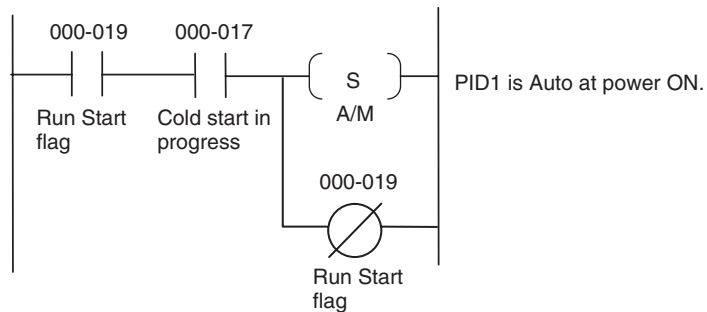 000-019
000-017
S
PID1 is Auto at power ON.
Run Start
flag
Cold start in
progress
A/M
000-019
Run Start
flag